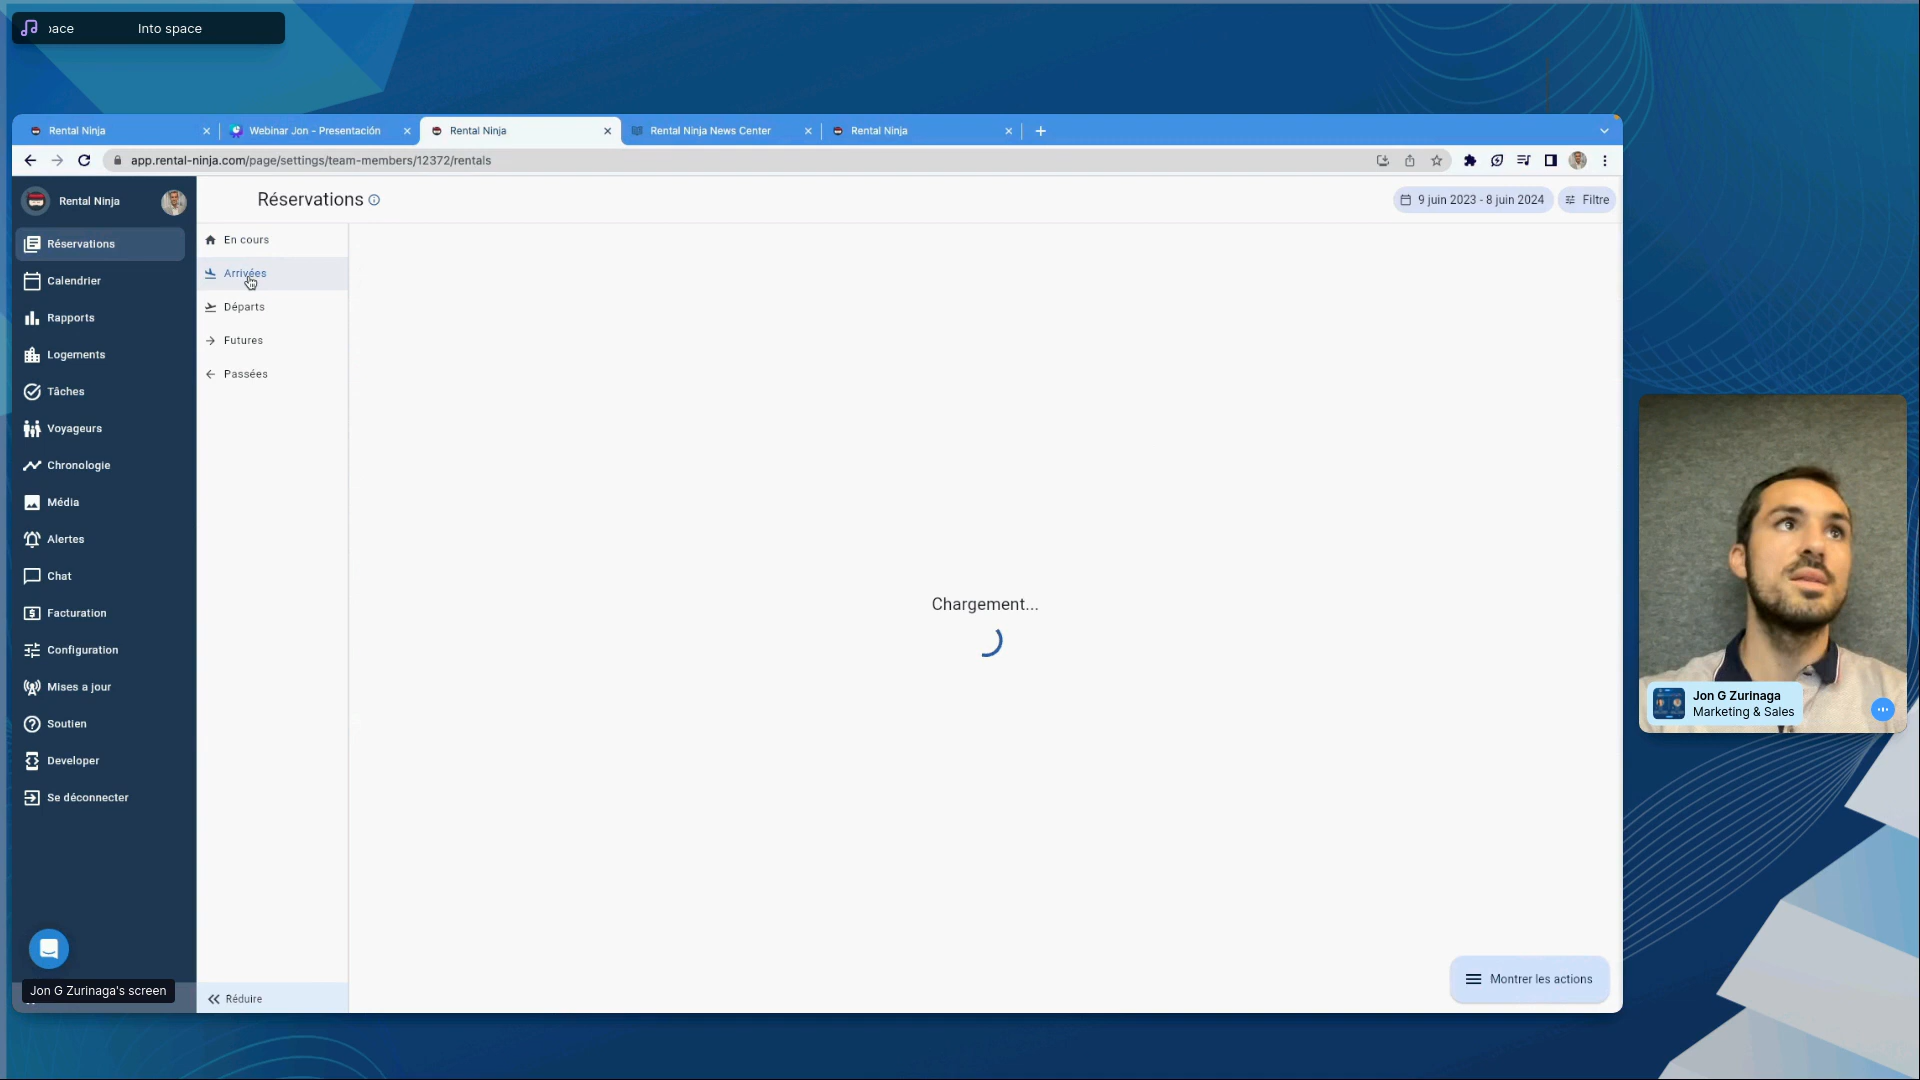 pace Into space
Rental Ninja
Webinar Jon - Presentación
Rental Ninja
Rental Ninja News Center
Rental Ninja
app.rental-ninja.com/page/settings/team-members/12372/rentals
Rental Ninja
Réservations
Calendrier
Rapports
Logements
Tâches
Voyageurs
Chronologie
Média
Alertes
Chat
Facturation
Configuration
Mises a jour
Soutien
Developer
Se déconnecter
Jon G Zurinaga's screen
Réservations
9 juin 2023 - 8 juin 2024
Filtre
En cours
Arrivées
Départs
Futures
Passées
Réduire
Chargement...
Montrer les actions
Jon G Zurinaga
Marketing & Sales